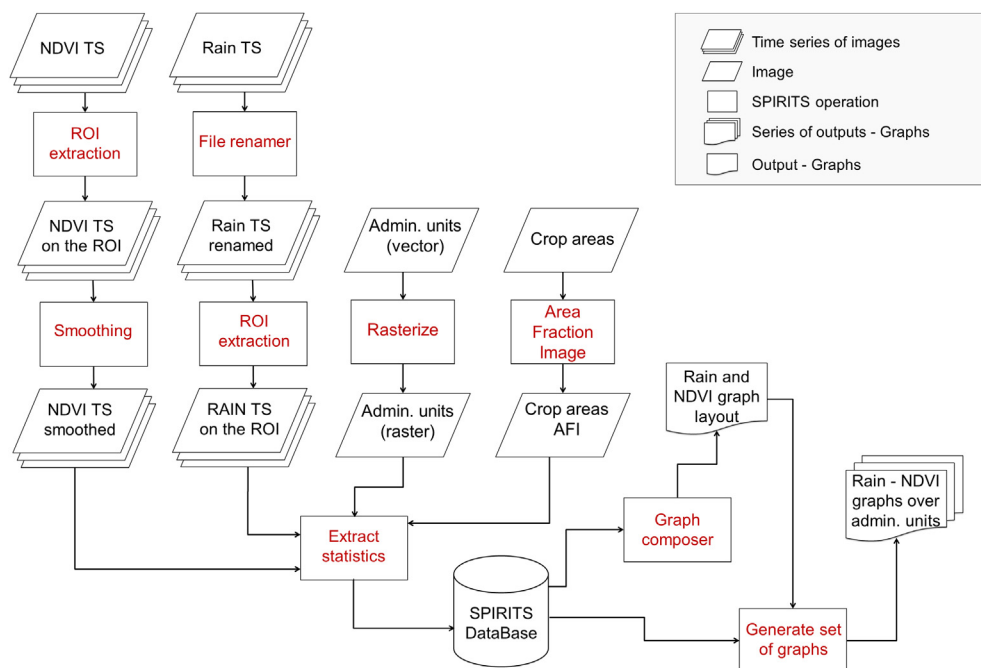 NDVI TS
Rain TS
Time series of images
Image
SPIRITS operation
Series of outputs - Graphs
Output - Graphs
ROI
extraction
File renamer
NDVI TS
on the ROI
Rain TS
renamed
Admin. units
(vector)
Crop areas
Smoothing
ROI
extraction
Rasterize
Area
Fraction
Image
NDVI TS
smoothed
RAIN TS
on the ROI
Admin. units
(raster)
Crop areas
AFI
Rain and
NDVI graph
layout
Rain - NDVI
graphs over
admin. units
Extract
statistics
Graph
composer
SPIRITS
DataBase
Generate set
of graphs